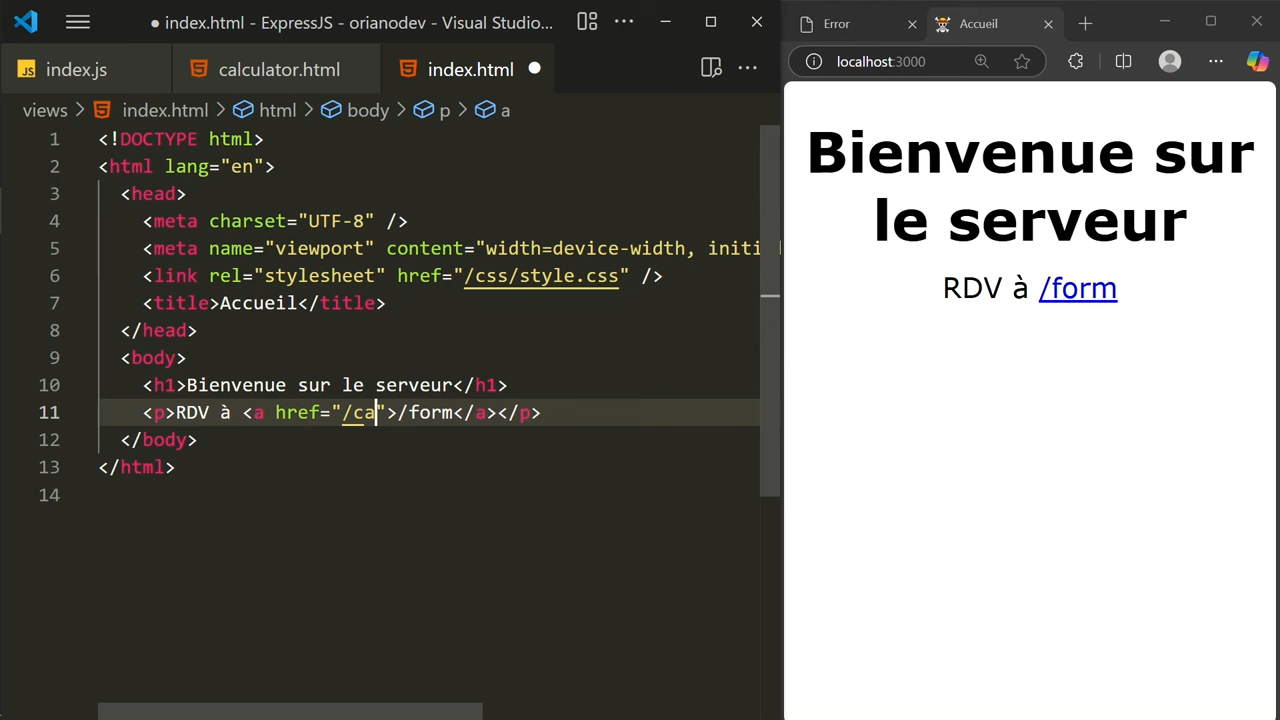 ● index.html - ExpressJS - orianodev - Visual Studio...
JS index.js
calculator.html
index.html ●
views > index.html > html > body > p > a
1 <!DOCTYPE html>
2 <html lang="en">
3 <head>
4 <meta charset="UTF-8" />
5 <meta name="viewport" content="width=device-width, initi
6 <link rel="stylesheet" href="/css/style.css" />
7 <title>Accueil</title>
8 </head>
9 <body>
10 <h1>Bienvenue sur le serveur</h1>
11 <p>RDV à <a href="/ca">/form</a></p>
12 </body>
13 </html>
14
Error
Accueil
localhost:3000
Bienvenue sur
le serveur
RDV à /form